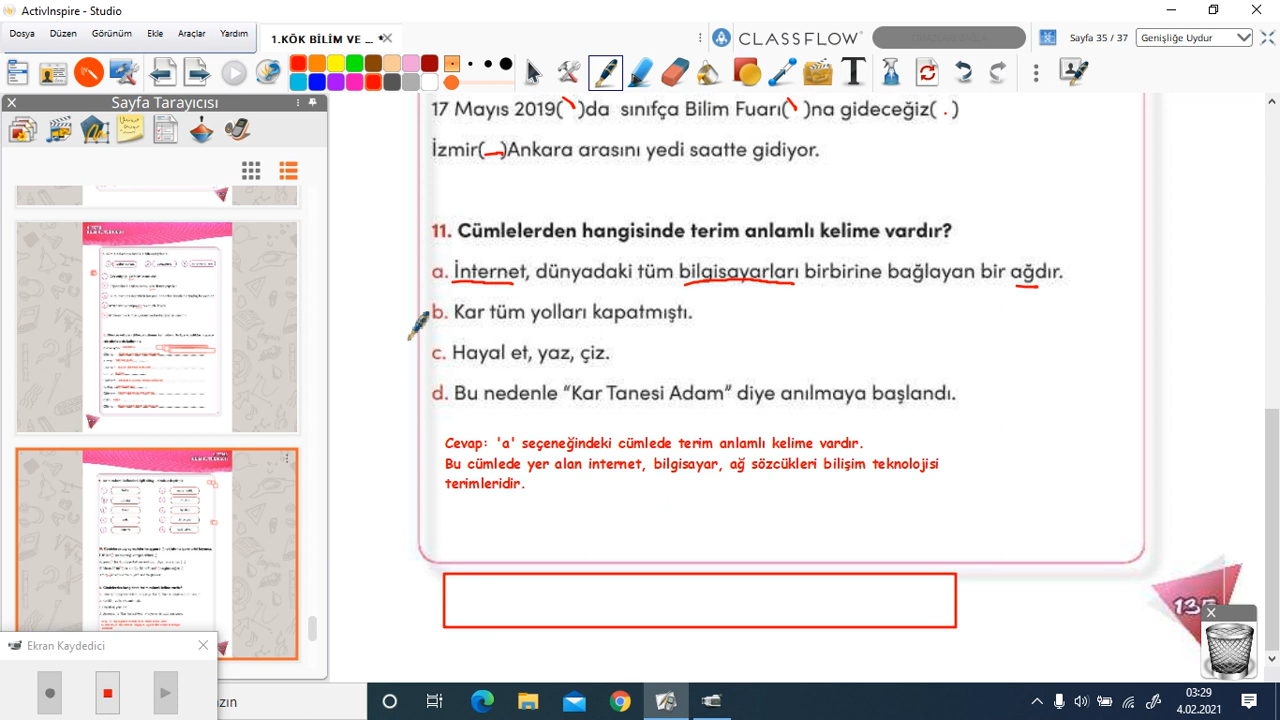 ActivInspire - Studio
Dosya Düzen Görünüm Ekle Araçlar Yardım
1.KÖK BİLİM VE ...
CLASSFLOW
Sayfa 35 / 37
Genişliğe Uydur
Sayfa Tarayıcısı
17 Mayıs 2019( ` )da sınıfça Bilim Fuarı( ` )na gideceğiz( . )
İzmir(—)Ankara arasını yedi saatte gidiyor.
11. Cümlelerden hangisinde terim anlamlı kelime vardır?
a. İnternet, dünyadaki tüm bilgisayarları birbirine bağlayan bir ağdır.
b. Kar tüm yolları kapatmıştı.
c. Hayal et, yaz, çiz.
d. Bu nedenle “Kar Tanesi Adam” diye anılmaya başlandı.
Cevap: 'a' seçeneğindeki cümlede terim anlamlı kelime vardır.
Bu cümlede yer alan internet, bilgisayar, ağ sözcükleri bilişim teknolojisi
terimleridir.
Ekran Kaydedici
zın
03:29
4.02.2021